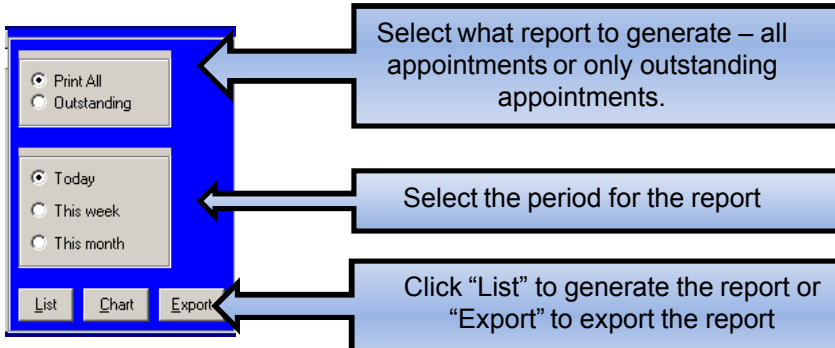 Print All
Outstanding
Select what report to generate – all
appointments or only outstanding
appointments.
Today
This week
This month
Select the period for the report
List Chart Export
Click “List” to generate the report or
“Export” to export the report